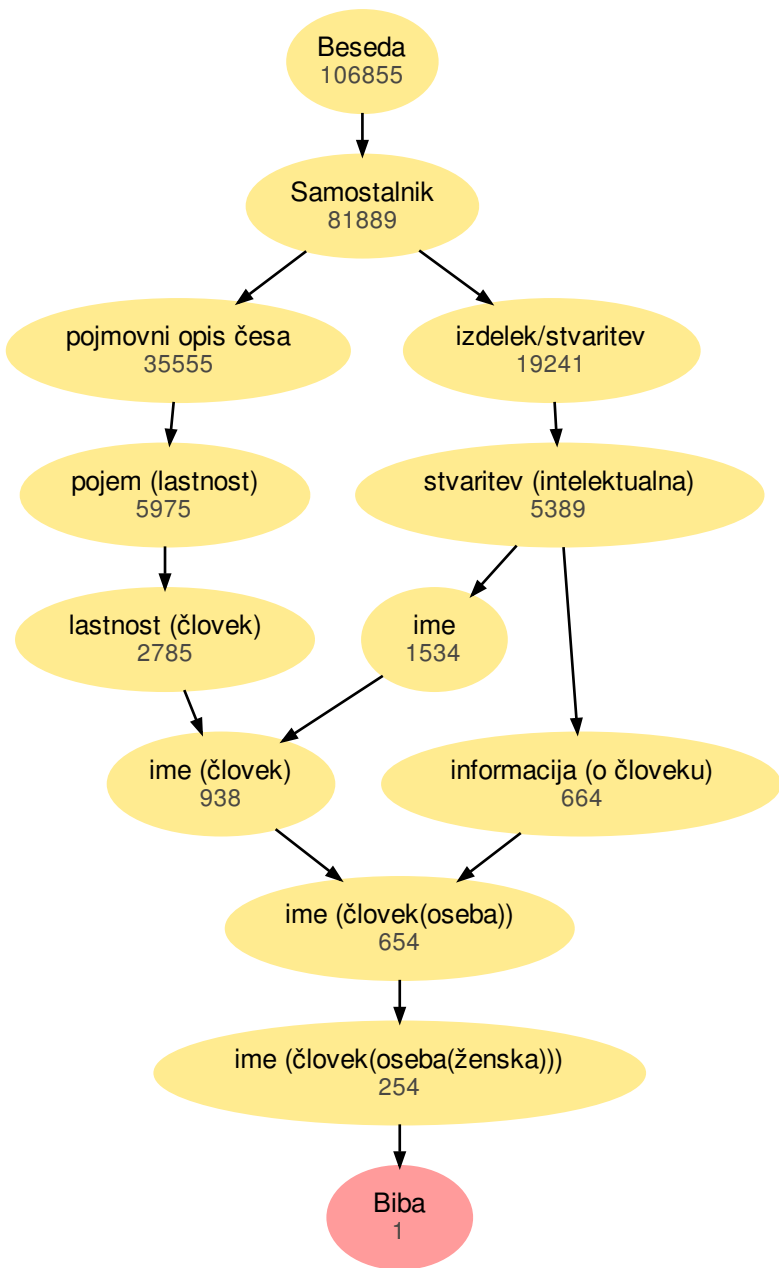 Beseda
106855
Samostalnik
81889
pojmovni opis česa
35555
izdelek/stvaritev
19241
pojem (lastnost)
5975
stvaritev (intelektualna)
5389
lastnost (človek)
2785
ime
1534
ime (človek)
938
informacija (o človeku)
664
ime (človek(oseba))
654
ime (človek(oseba(ženska)))
254
Biba
1